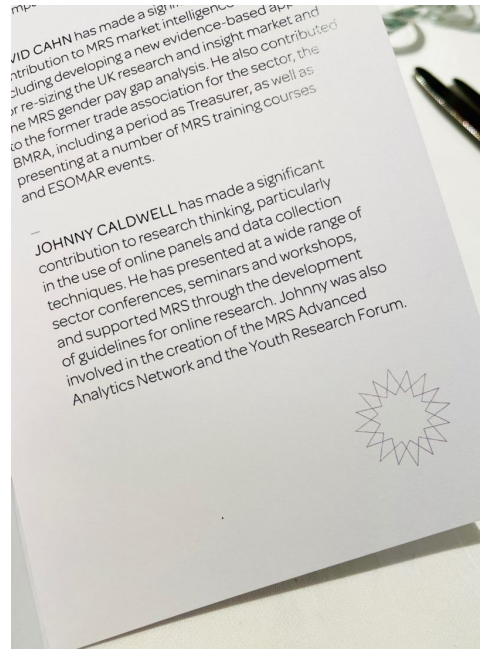 VID CAHN has made a
ntribution to MRS market
cluding developing a new evidence-based
or re-sizing the UK research and insight market and
ne MRS gender pay gap analysis. He also contributed
to the former trade association for the sector, the
BMRA, including a period as Treasurer, as well as
presenting at a number of MRS training courses
and ESOMAR events.
—
JOHNNY CALDWELL has made a significant
contribution to research thinking, particularly
in the use of online panels and data collection
techniques. He has presented at a wide range of
sector conferences, seminars and workshops,
and supported MRS through the development
of guidelines for online research. Johnny was also
involved in the creation of the MRS Advanced
Analytics Network and the Youth Research Forum.